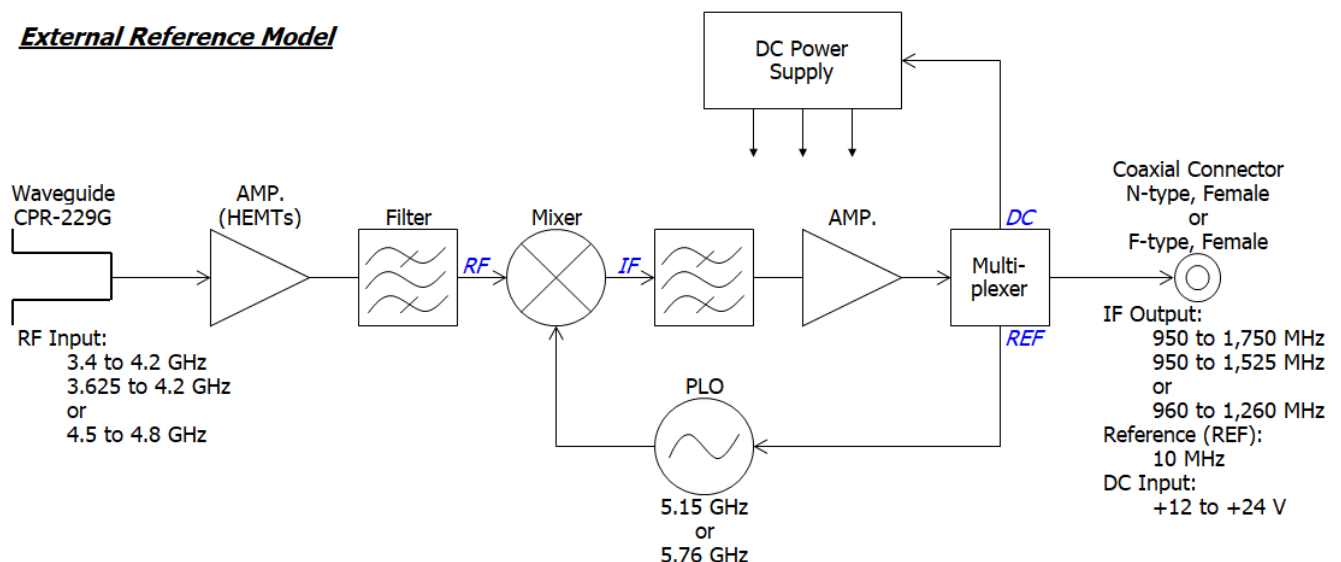 External Reference Model
DC Power
Supply
Waveguide
CPR-229G
AMP.
(HEMTs)
Filter
Mixer
AMP.
Coaxial Connector
N-type, Female
or
F-type, Female
RF
IF
DC
Multi-
plexer
REF
RF Input:
3.4 to 4.2 GHz
3.625 to 4.2 GHz
or
4.5 to 4.8 GHz
PLO
5.15 GHz
or
5.76 GHz
IF Output:
950 to 1,750 MHz
950 to 1,525 MHz
or
960 to 1,260 MHz
Reference (REF):
10 MHz
DC Input:
+12 to +24 V